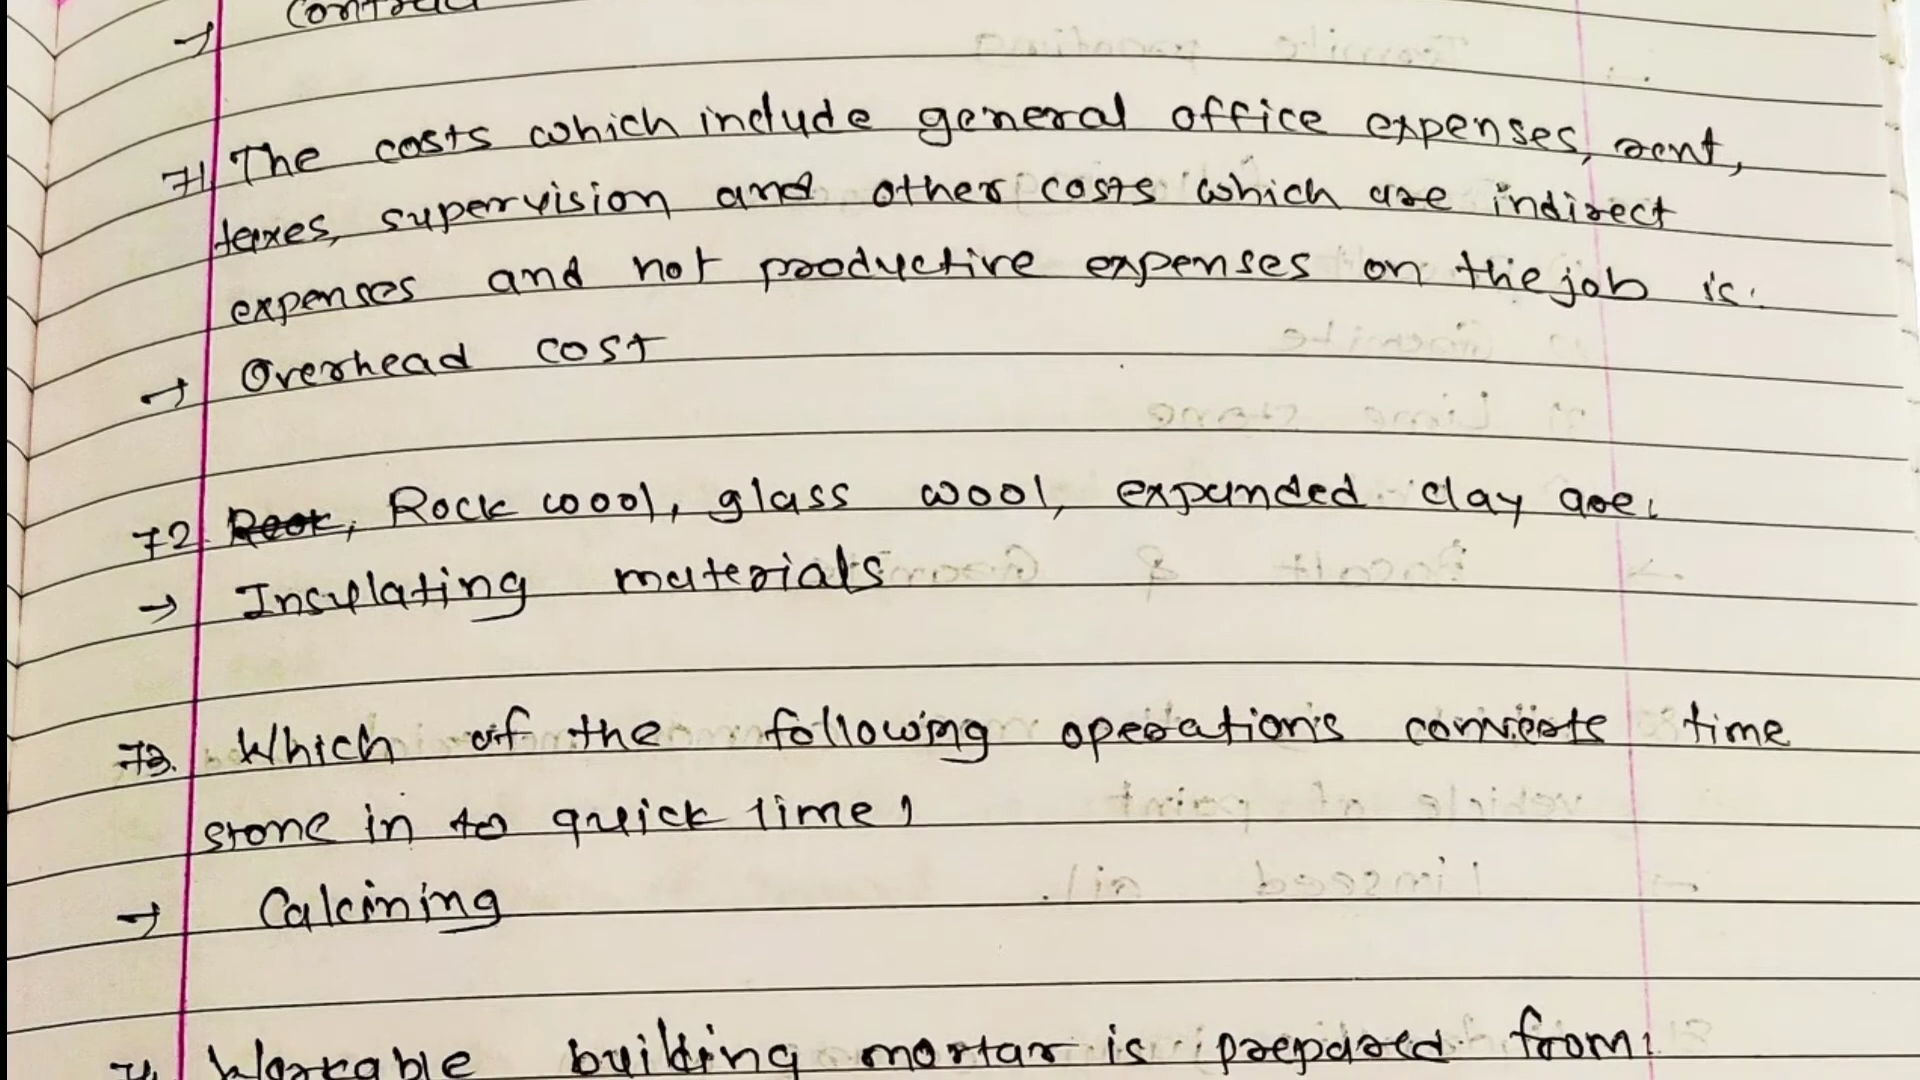 → Contract
71. The costs which include general office expenses, rent,
taxes, supervision and other costs which are indirect
expenses and not productive expenses on the job is:
→ Overhead cost
72. Rock wool, glass wool, expanded clay are:
→ Insulating materials
73. Which of the following operations converts time
stone in to quick lime?
→ Calcining
74. Workable building mortar is prepared from: